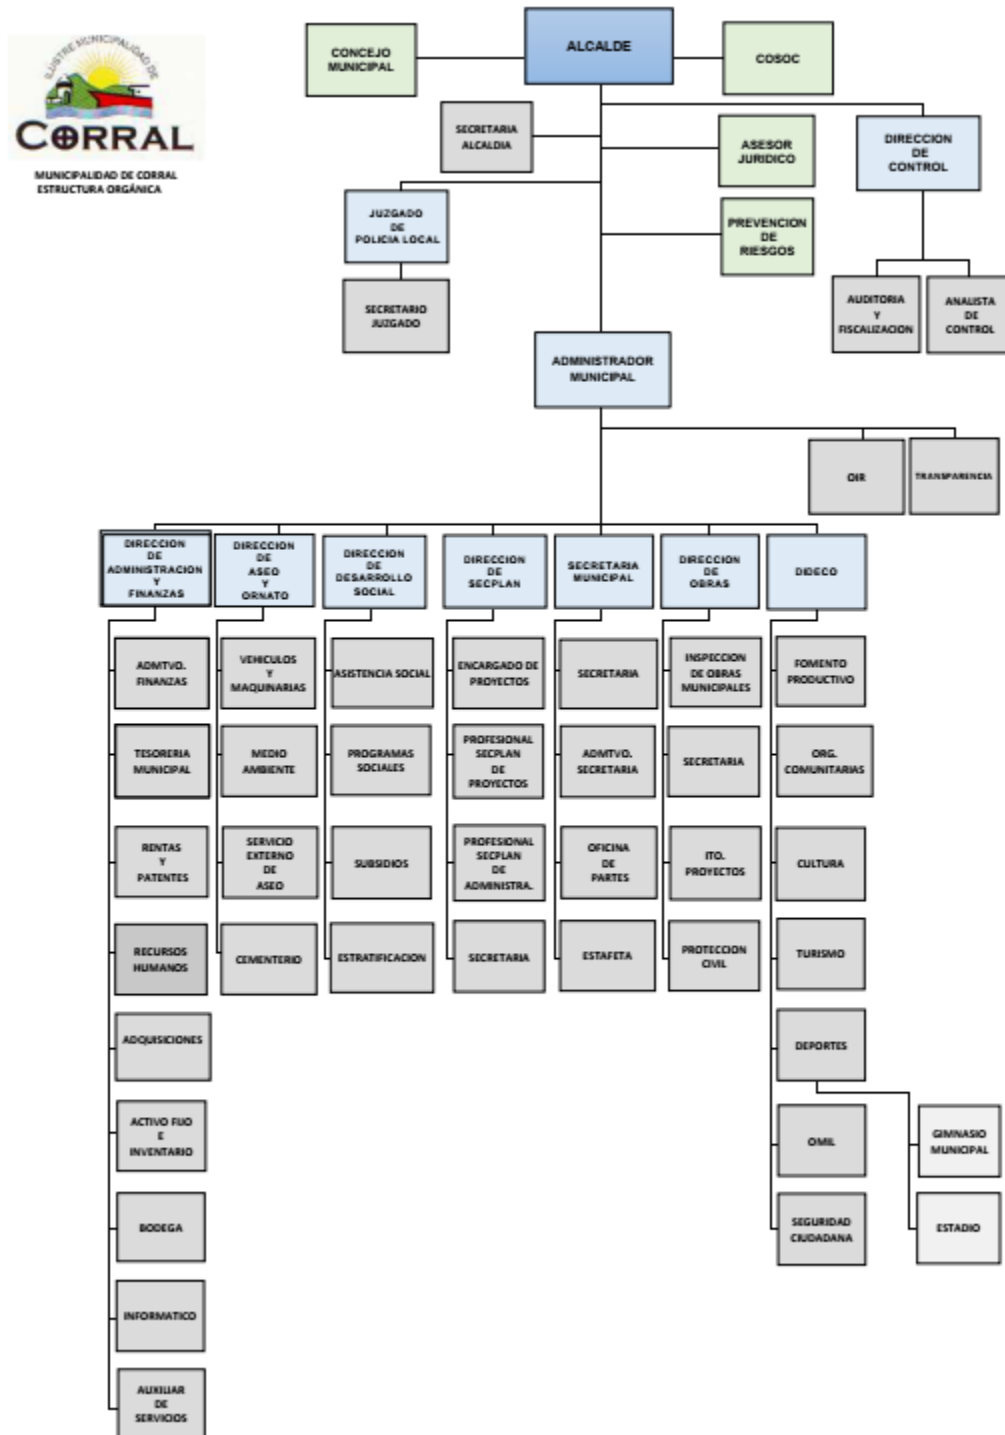 ILUSTRE MUNICIPALIDAD DE
CORRAL
MUNICIPALIDAD DE CORRAL
ESTRUCTURA ORGÁNICA
CONCEJO
MUNICIPAL
ALCALDE
COSOC
SECRETARIA
ALCALDIA
ASESOR
JURIDICO
DIRECCION
DE
CONTROL
JUZGADO
DE
POLICIA LOCAL
PREVENCION
DE
RIESGOS
SECRETARIO
JUZGADO
AUDITORIA
Y
FISCALIZACION
ANALISTA
DE
CONTROL
ADMINISTRADOR
MUNICIPAL
OIR
TRANSPARENCIA
DIRECCION
DE
ADMINISTRACION
Y
FINANZAS
DIRECCION
DE
ASEO
Y
ORNATO
DIRECCION
DE
DESARROLLO
SOCIAL
DIRECCION
DE
SECPLAN
SECRETARIA
MUNICIPAL
DIRECCION
DE
OBRAS
DIDECO
ADMTVO.
FINANZAS
VEHICULOS
Y
MAQUINARIAS
ASISTENCIA SOCIAL
ENCARGADO DE
PROYECTOS
SECRETARIA
INSPECCION
DE OBRAS
MUNICIPALES
FOMENTO
PRODUCTIVO
TESORERIA
MUNICIPAL
MEDIO
AMBIENTE
PROGRAMAS
SOCIALES
PROFESIONAL
SECPLAN
DE
PROYECTOS
ADMTVO.
SECRETARIA
SECRETARIA
ORG.
COMUNITARIAS
RENTAS
Y
PATENTES
SERVICIO
EXTERNO
DE
ASEO
SUBSIDIOS
PROFESIONAL
SECPLAN
DE
ADMINISTRA.
OFICINA
DE
PARTES
ITO.
PROYECTOS
CULTURA
RECURSOS
HUMANOS
CEMENTERIO
ESTRATIFICACION
SECRETARIA
ESTAFETA
PROTECCION
CIVIL
TURISMO
ADQUISICIONES
DEPORTES
ACTIVO FIJO
E
INVENTARIO
OMIL
GIMNASIO
MUNICIPAL
BODEGA
SEGURIDAD
CIUDADANA
ESTADIO
INFORMATICO
AUXILIAR
DE
SERVICIOS